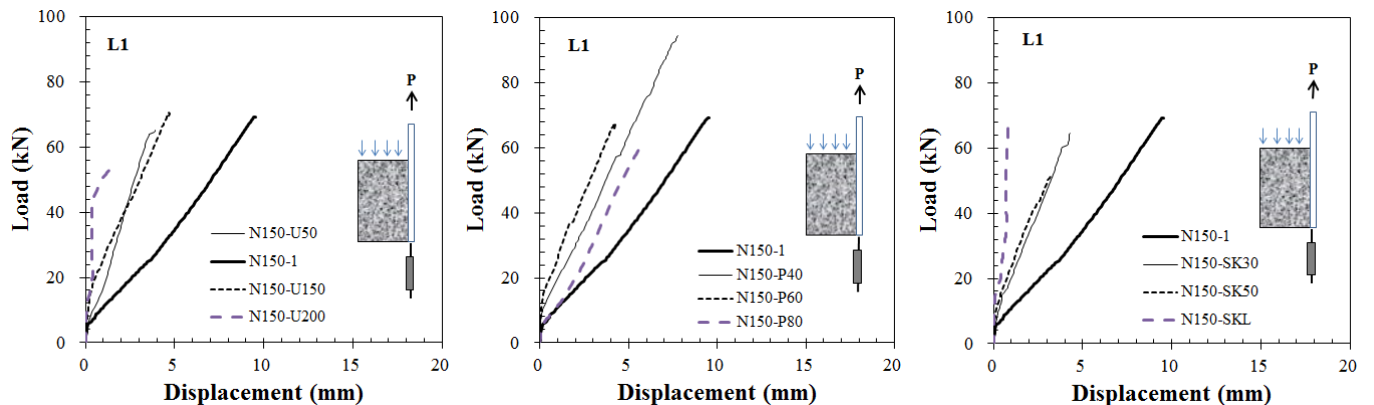 100
80
60
40
20
0
0
5
10
15
20
Load (kN)
Displacement (mm)
L1
P
N150-U50
N150-1
N150-U150
N150-U200
100
80
60
40
20
0
0
5
10
15
20
Load (kN)
Displacement (mm)
L1
P
N150-1
N150-P40
N150-P60
N150-P80
100
80
60
40
20
0
0
5
10
15
20
Load (kN)
Displacement (mm)
L1
P
N150-1
N150-SK30
N150-SK50
N150-SKL